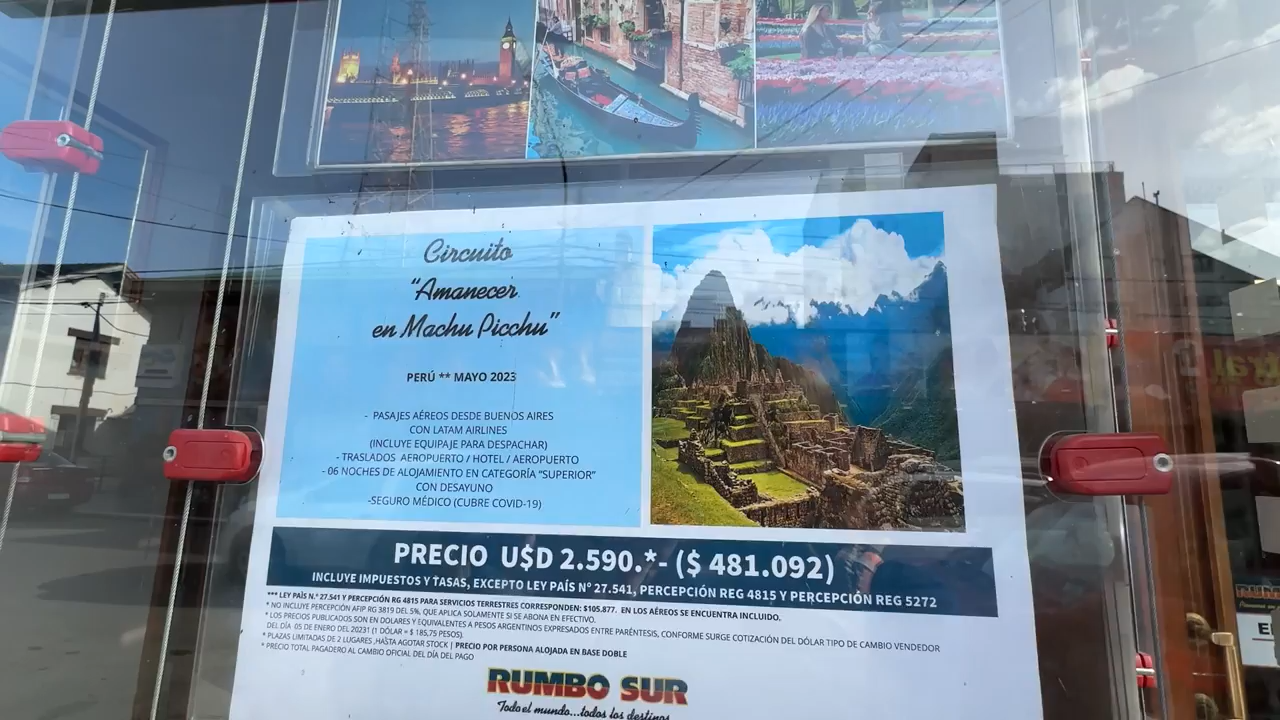 Circuito
"Amanecer
en Machu Picchu"
PERÚ ** MAYO 2023
- PASAJES AÉREOS DESDE BUENOS AIRES
CON LATAM AIRLINES
(INCLUYE EQUIPAJE PARA DESPACHAR)
- TRASLADOS AEROPUERTO / HOTEL / AEROPUERTO
- 06 NOCHES DE ALOJAMIENTO EN CATEGORÍA "SUPERIOR"
CON DESAYUNO
-SEGURO MÉDICO (CUBRE COVID-19)
PRECIO U$D 2.590.*- ($ 481.092)
INCLUYE IMPUESTOS Y TASAS, EXCEPTO LEY PAÍS N° 27.541, PERCEPCIÓN REG 4815 Y PERCEPCIÓN REG 5272
*** LEY PAÍS N.° 27.541 Y PERCEPCIÓN RG 4815 PARA SERVICIOS TERRESTRES CORRESPONDEN: $105.877. EN LOS AÉREOS SE ENCUENTRA INCLUIDO.
* NO INCLUYE PERCEPCIÓN AFIP RG 3819 DEL 5%, QUE APLICA SOLAMENTE SI SE ABONA EN EFECTIVO.
* LOS PRECIOS PUBLICADOS SON EN DOLARES Y EQUIVALENTES A PESOS ARGENTINOS EXPRESADOS ENTRE PARÉNTESIS, CONFORME SURGE COTIZACIÓN DEL DÓLAR TIPO DE CAMBIO VENDEDOR
DEL DÍA 05 DE ENERO DEL 20231 (1 DÓLAR = $ 185,75 PESOS).
* PLAZAS LIMITADAS DE 2 LUGARES ,HASTA AGOTAR STOCK | PRECIO POR PERSONA ALOJADA EN BASE DOBLE
* PRECIO TOTAL PAGADERO AL CAMBIO OFICIAL DEL DÍA DEL PAGO
RUMBO SUR
Todo el mundo...todos los destinos